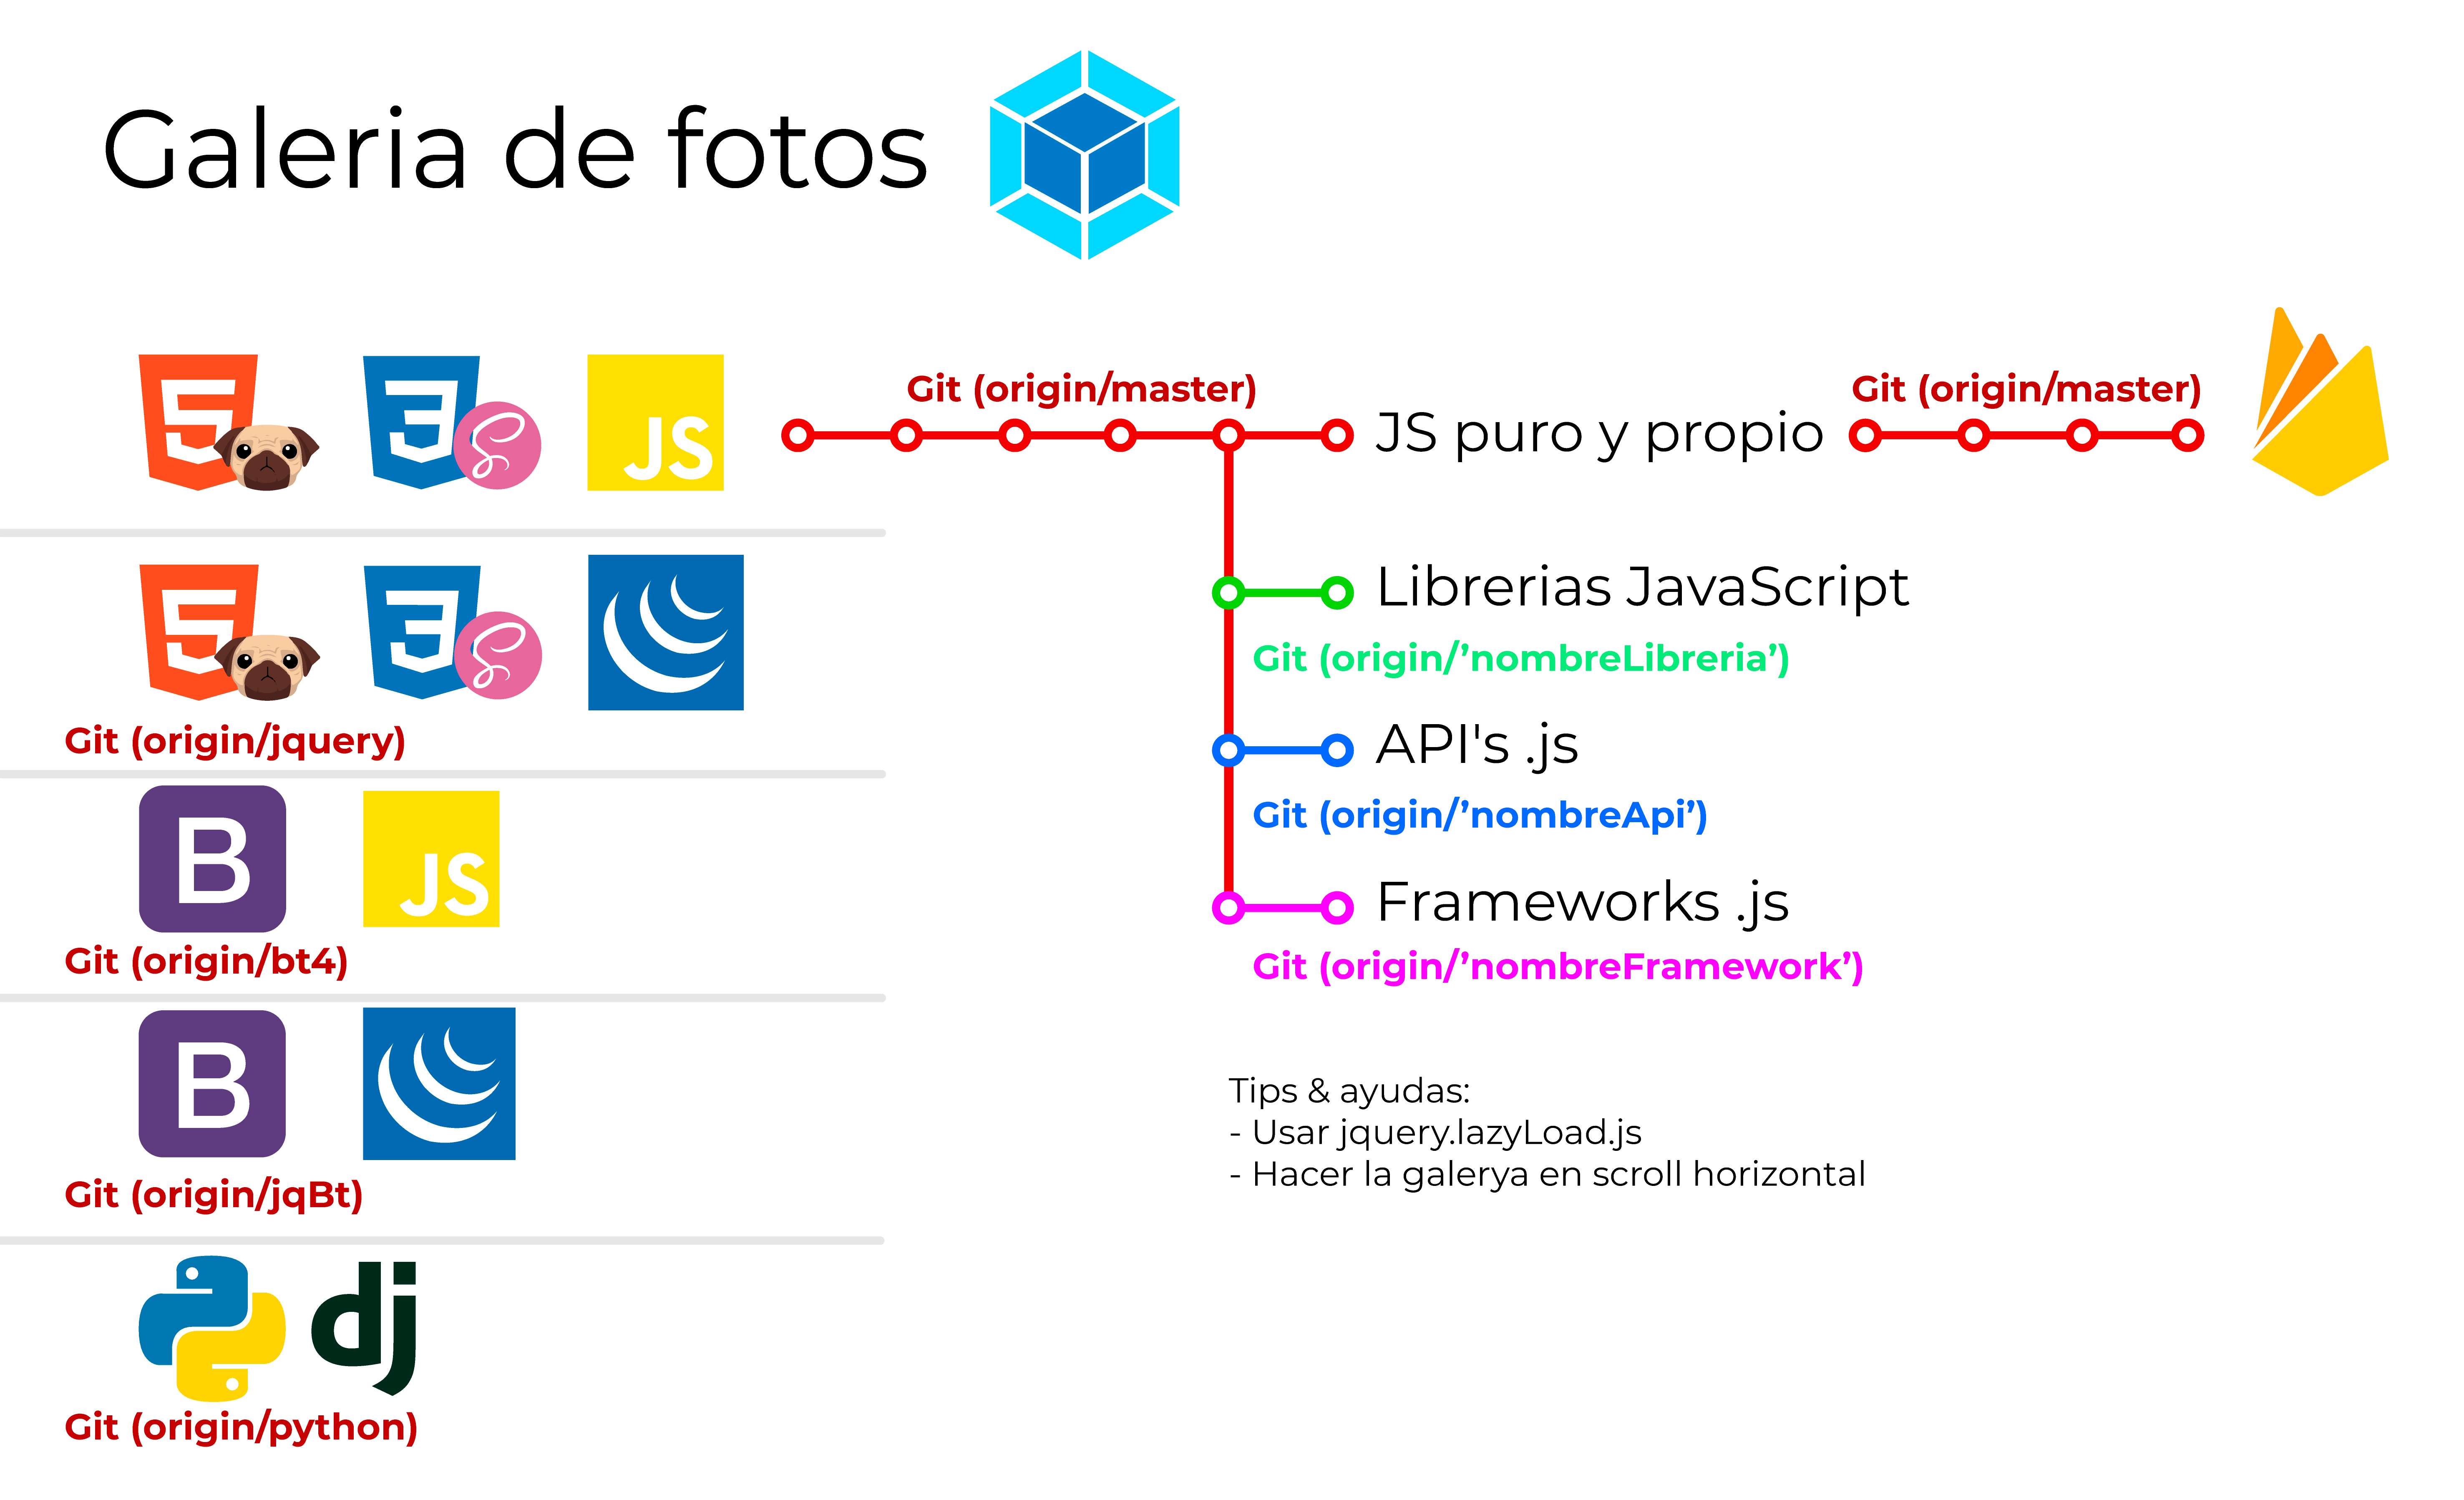 Galeria de fotos
JS
Git (origin/master)
JS puro y propio
Git (origin/master)
Librerias JavaScript
Git (origin/’nombreLibreria’)
API's .js
Git (origin/’nombreApi’)
Frameworks .js
Git (origin/’nombreFramework’)
Git (origin/jquery)
B
JS
Git (origin/bt4)
B
Git (origin/jqBt)
dj
Git (origin/python)
Tips & ayudas:
- Usar jquery.lazyLoad.js
- Hacer la galerya en scroll horizontal